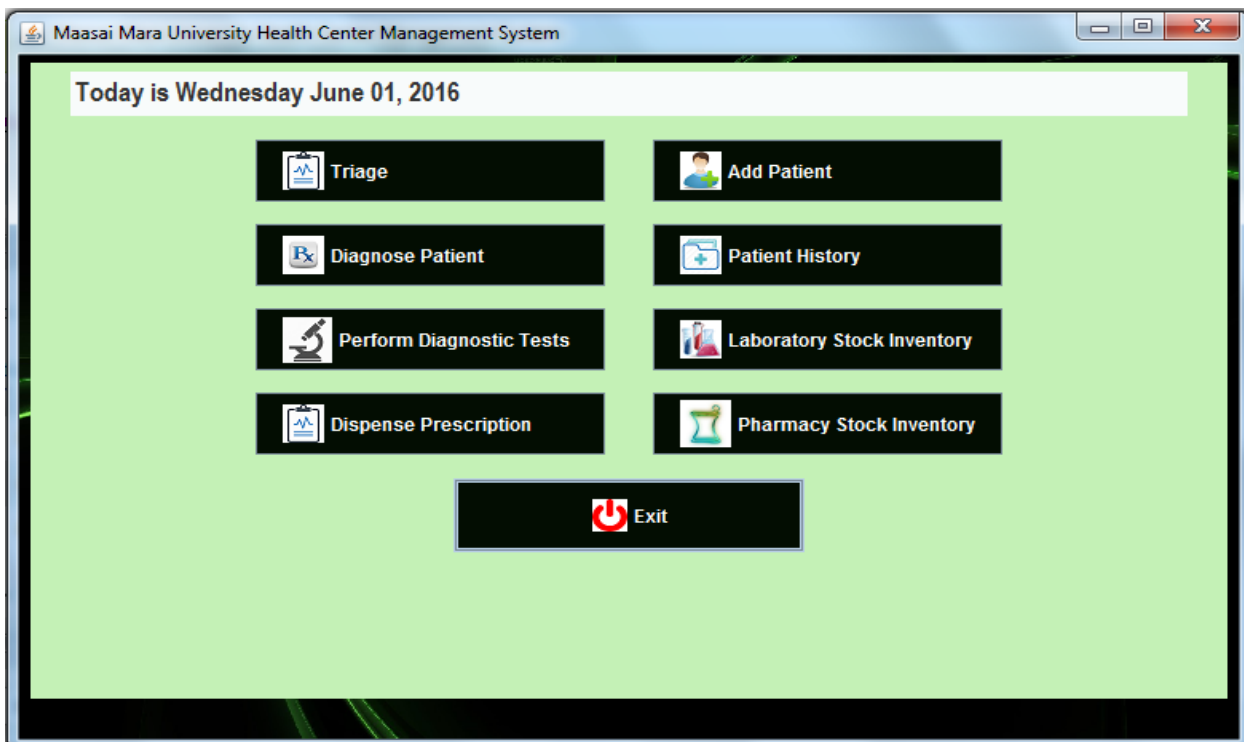 Maasai Mara University Health Center Management System
Today is Wednesday June 01, 2016
Triage
Add Patient
Diagnose Patient
Patient History
Perform Diagnostic Tests
Laboratory Stock Inventory
Dispense Prescription
Pharmacy Stock Inventory
Exit